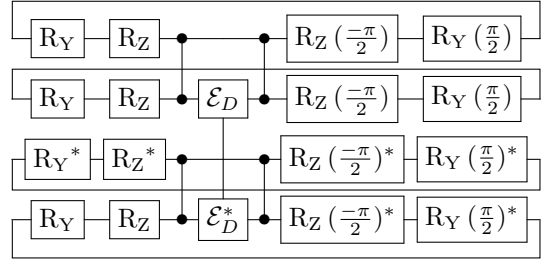 R_Y R_Z R_Z(-π/2) R_Y(π/2)
R_Y R_Z 𝓔_D R_Z(-π/2) R_Y(π/2)
R_Y* R_Z* R_Z(-π/2)* R_Y(π/2)*
R_Y R_Z 𝓔_D^* R_Z(-π/2)* R_Y(π/2)*